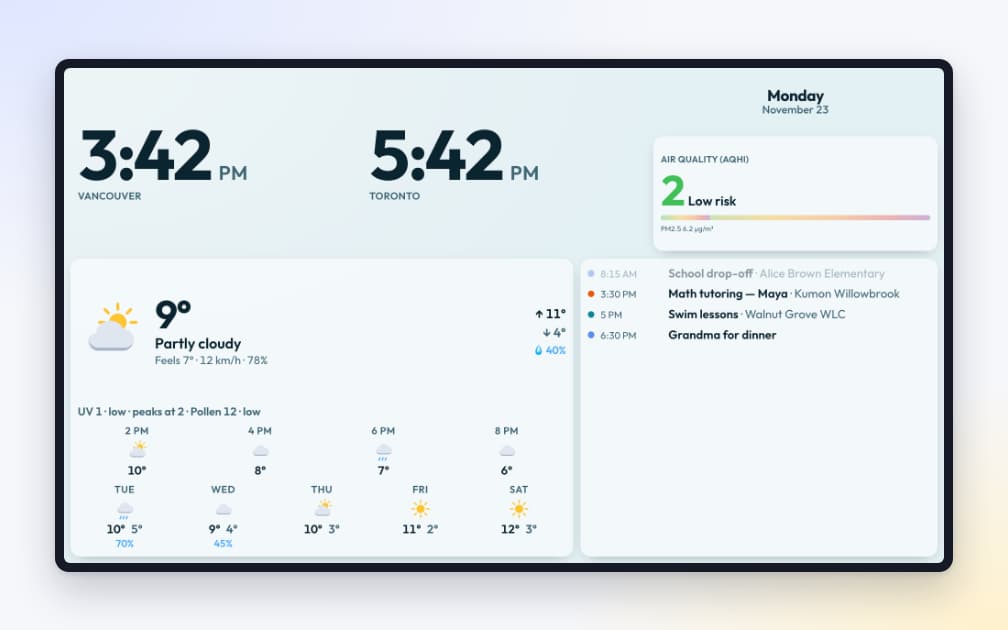 Monday
November 23
3:42 PM
VANCOUVER
5:42 PM
TORONTO
AIR QUALITY (AQHI)
2 Low risk
PM2.5 6.2 µg/m³
9°
Partly cloudy
Feels 7° · 12 km/h · 78%
↑ 11°
↓ 4°
40%
UV 1 · low · peaks at 2 · Pollen 12 · low
2 PM 4 PM 6 PM 8 PM
10° 8° 7° 6°
TUE WED THU FRI SAT
10° 5° 9° 4° 10° 3° 11° 2° 12° 3°
70% 45%
8:15 AM School drop-off · Alice Brown Elementary
3:30 PM Math tutoring — Maya · Kumon Willowbrook
5 PM Swim lessons · Walnut Grove WLC
6:30 PM Grandma for dinner